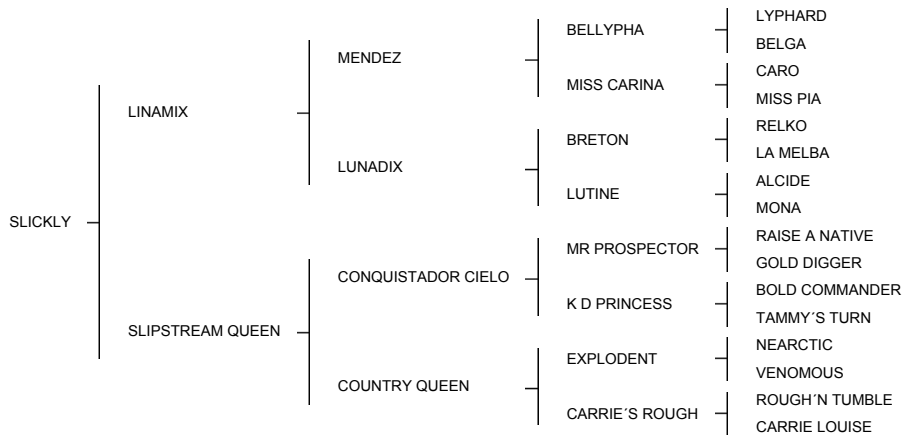 LYPHARD
BELLYPHA
BELGA
MENDEZ
CARO
MISS CARINA
MISS PIA
LINAMIX
RELKO
BRETON
LA MELBA
LUNADIX
ALCIDE
LUTINE
MONA
SLICKLY
RAISE A NATIVE
MR PROSPECTOR
GOLD DIGGER
CONQUISTADOR CIELO
BOLD COMMANDER
K D PRINCESS
TAMMY´S TURN
SLIPSTREAM QUEEN
NEARCTIC
EXPLODENT
VENOMOUS
COUNTRY QUEEN
ROUGH´N TUMBLE
CARRIE´S ROUGH
CARRIE LOUISE